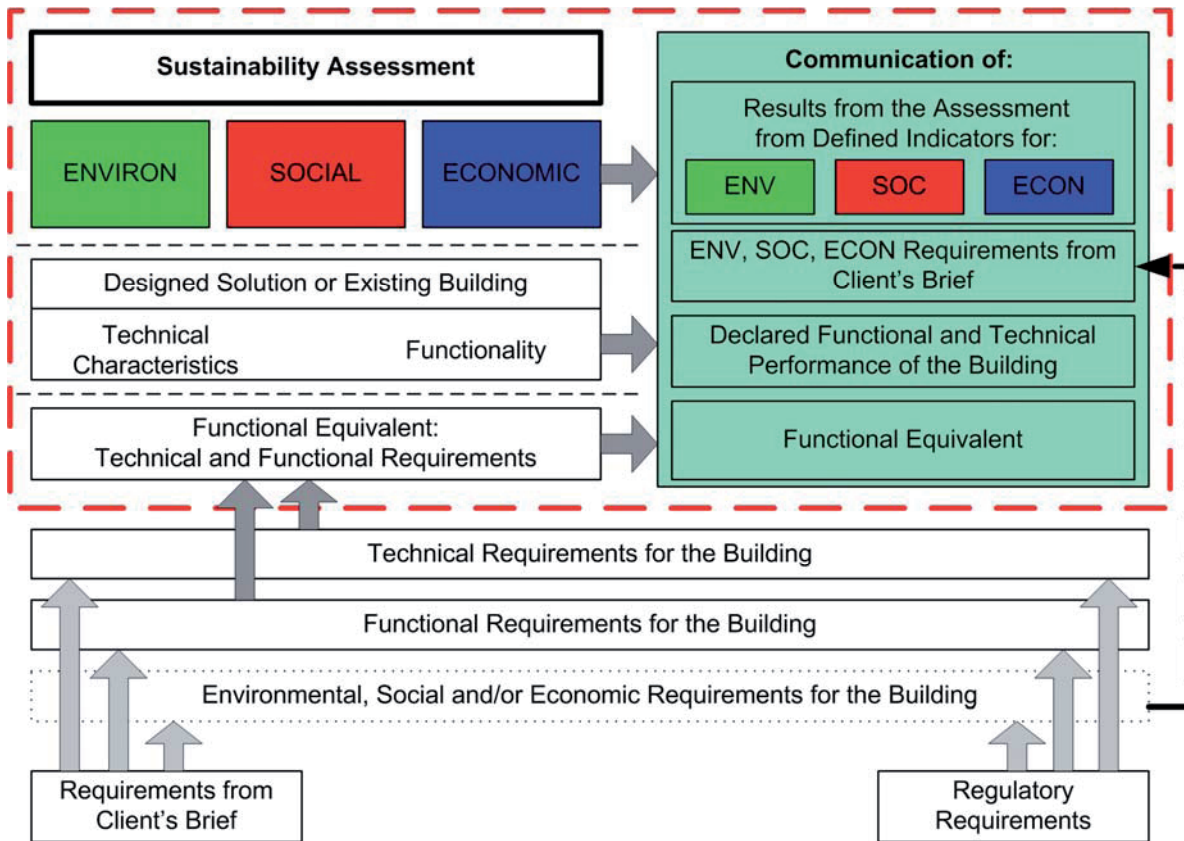 Sustainability Assessment
ENVIRON
SOCIAL
ECONOMIC
Communication of:
Results from the Assessment
from Defined Indicators for:
ENV
SOC
ECON
ENV, SOC, ECON Requirements from
Client's Brief
Designed Solution or Existing Building
Technical
Characteristics
Functionality
Declared Functional and Technical
Performance of the Building
Functional Equivalent:
Technical and Functional Requirements
Functional Equivalent
Technical Requirements for the Building
Functional Requirements for the Building
Environmental, Social and/or Economic Requirements for the Building
Requirements from
Client's Brief
Regulatory
Requirements